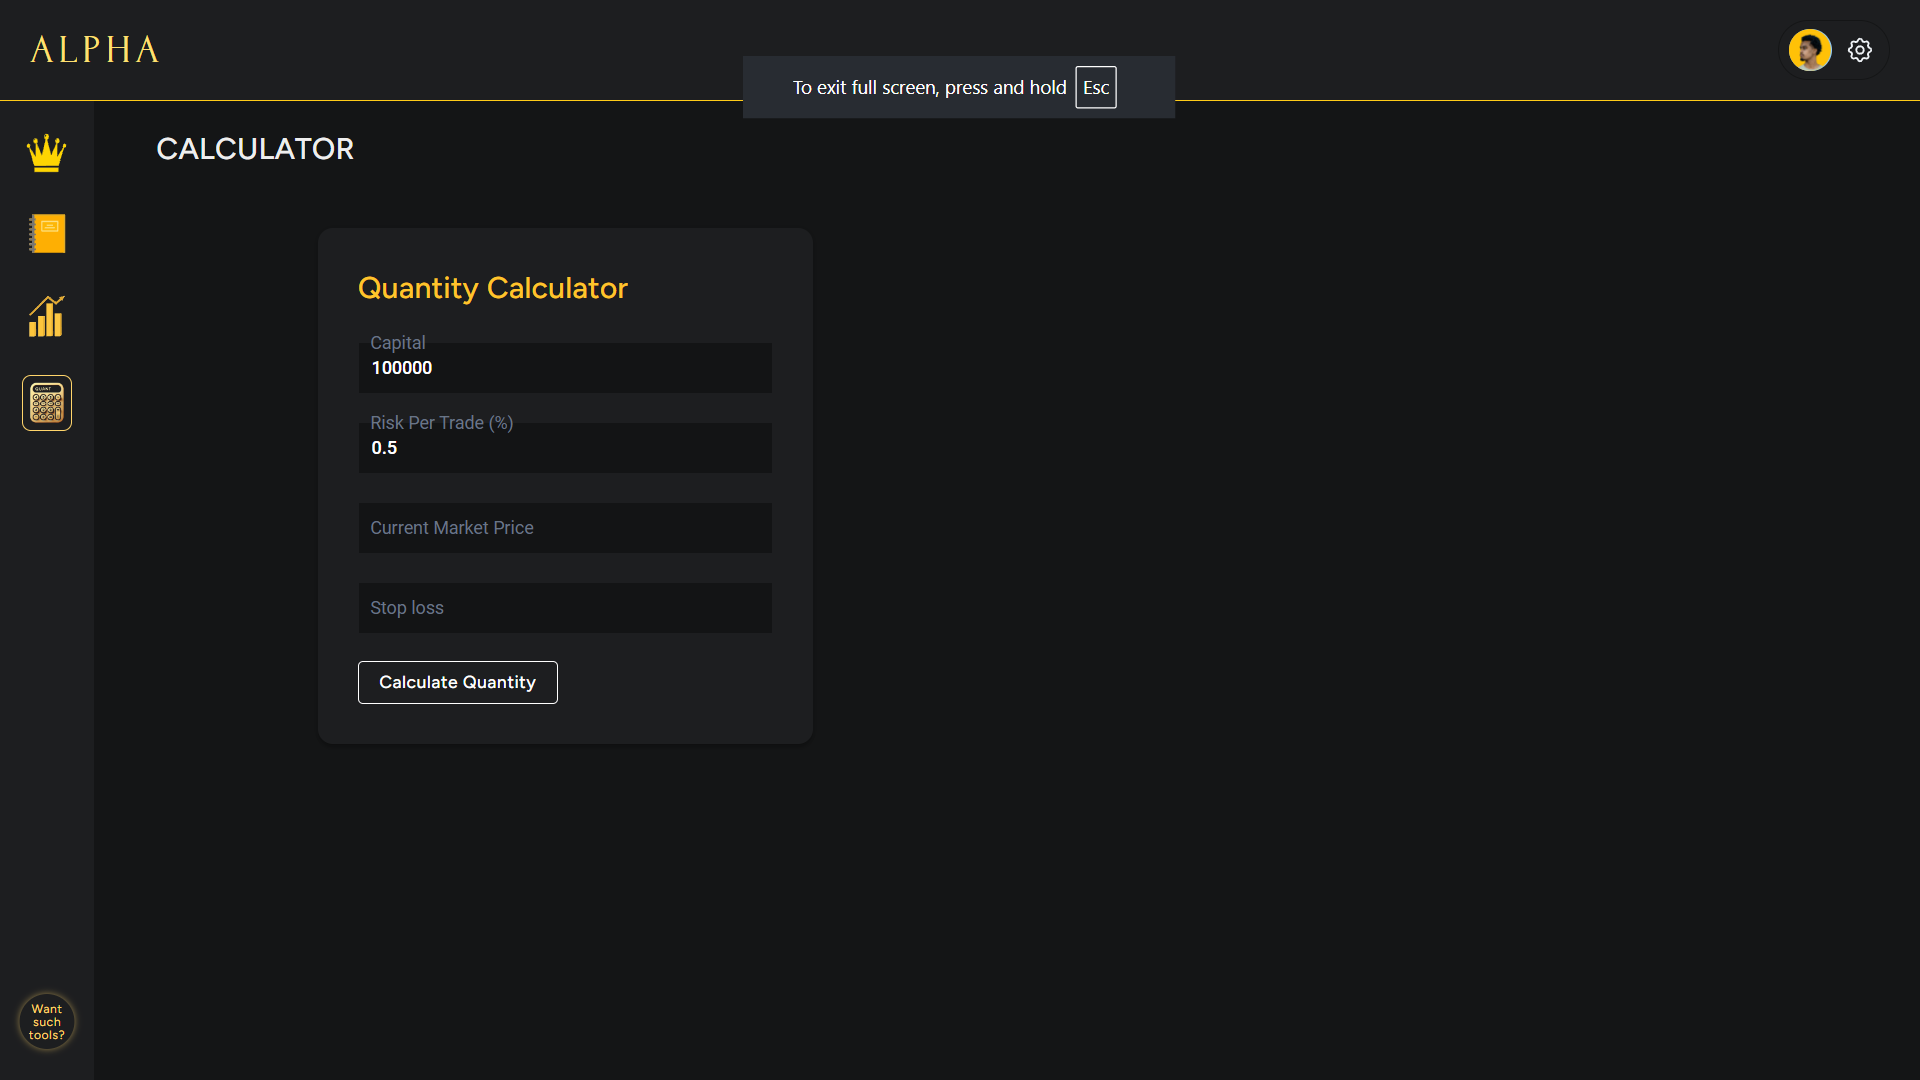 ALPHA
To exit full screen, press and hold Esc
CALCULATOR
Quantity Calculator
Capital
100000
Risk Per Trade (%)
0.5
Current Market Price
Stop loss
Calculate Quantity
Want
such
tools?